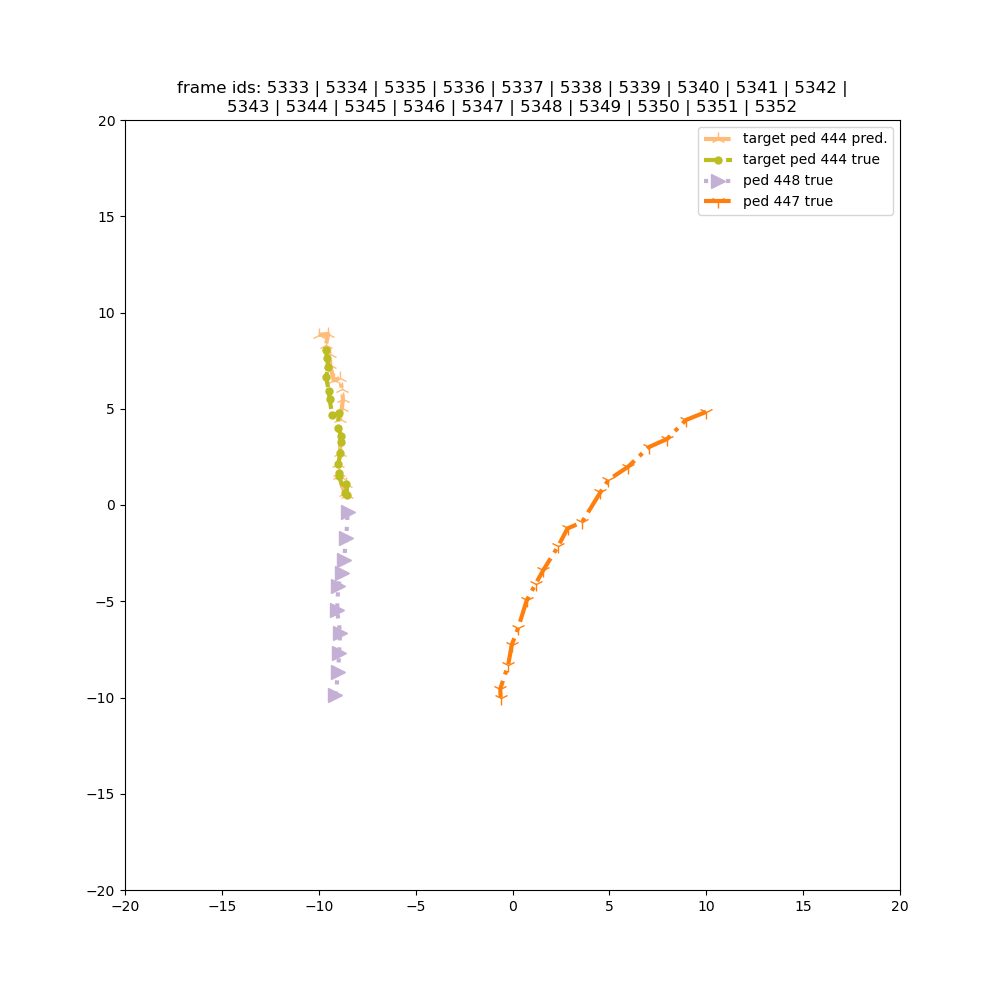 frame ids: 5333 | 5334 | 5335 | 5336 | 5337 | 5338 | 5339 | 5340 | 5341 | 5342 |
5343 | 5344 | 5345 | 5346 | 5347 | 5348 | 5349 | 5350 | 5351 | 5352
target ped 444 pred.
target ped 444 true
ped 448 true
ped 447 true
20
15
10
5
0
−5
−10
−15
−20
−20 −15 −10 −5 0 5 10 15 20